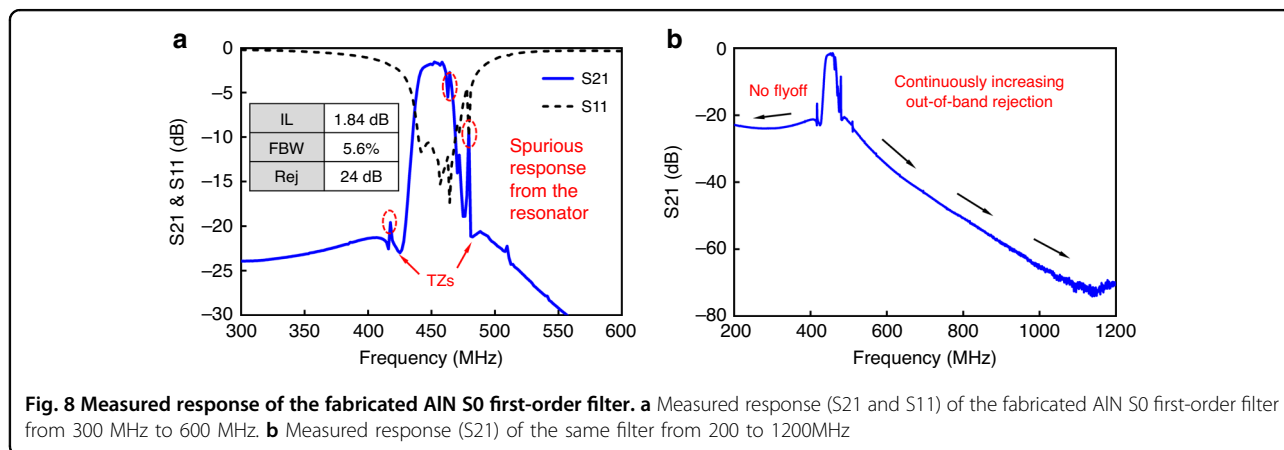 a
0
−5
−10
−15
−20
−25
−30
S21 & S11 (dB)
S21
S11
IL 1.84 dB
FBW 5.6%
Rej 24 dB
Spurious
response
from the
resonator
TZs
300 350 400 450 500 550 600
Frequency (MHz)
b
0
−20
−40
−60
−80
S21 (dB)
No flyoff
Continuously increasing
out-of-band rejection
200 400 600 800 1000 1200
Frequency (MHz)
Fig. 8 Measured response of the fabricated AlN S0 first-order filter. a Measured response (S21 and S11) of the fabricated AlN S0 first-order filter
from 300 MHz to 600 MHz. b Measured response (S21) of the same filter from 200 to 1200MHz